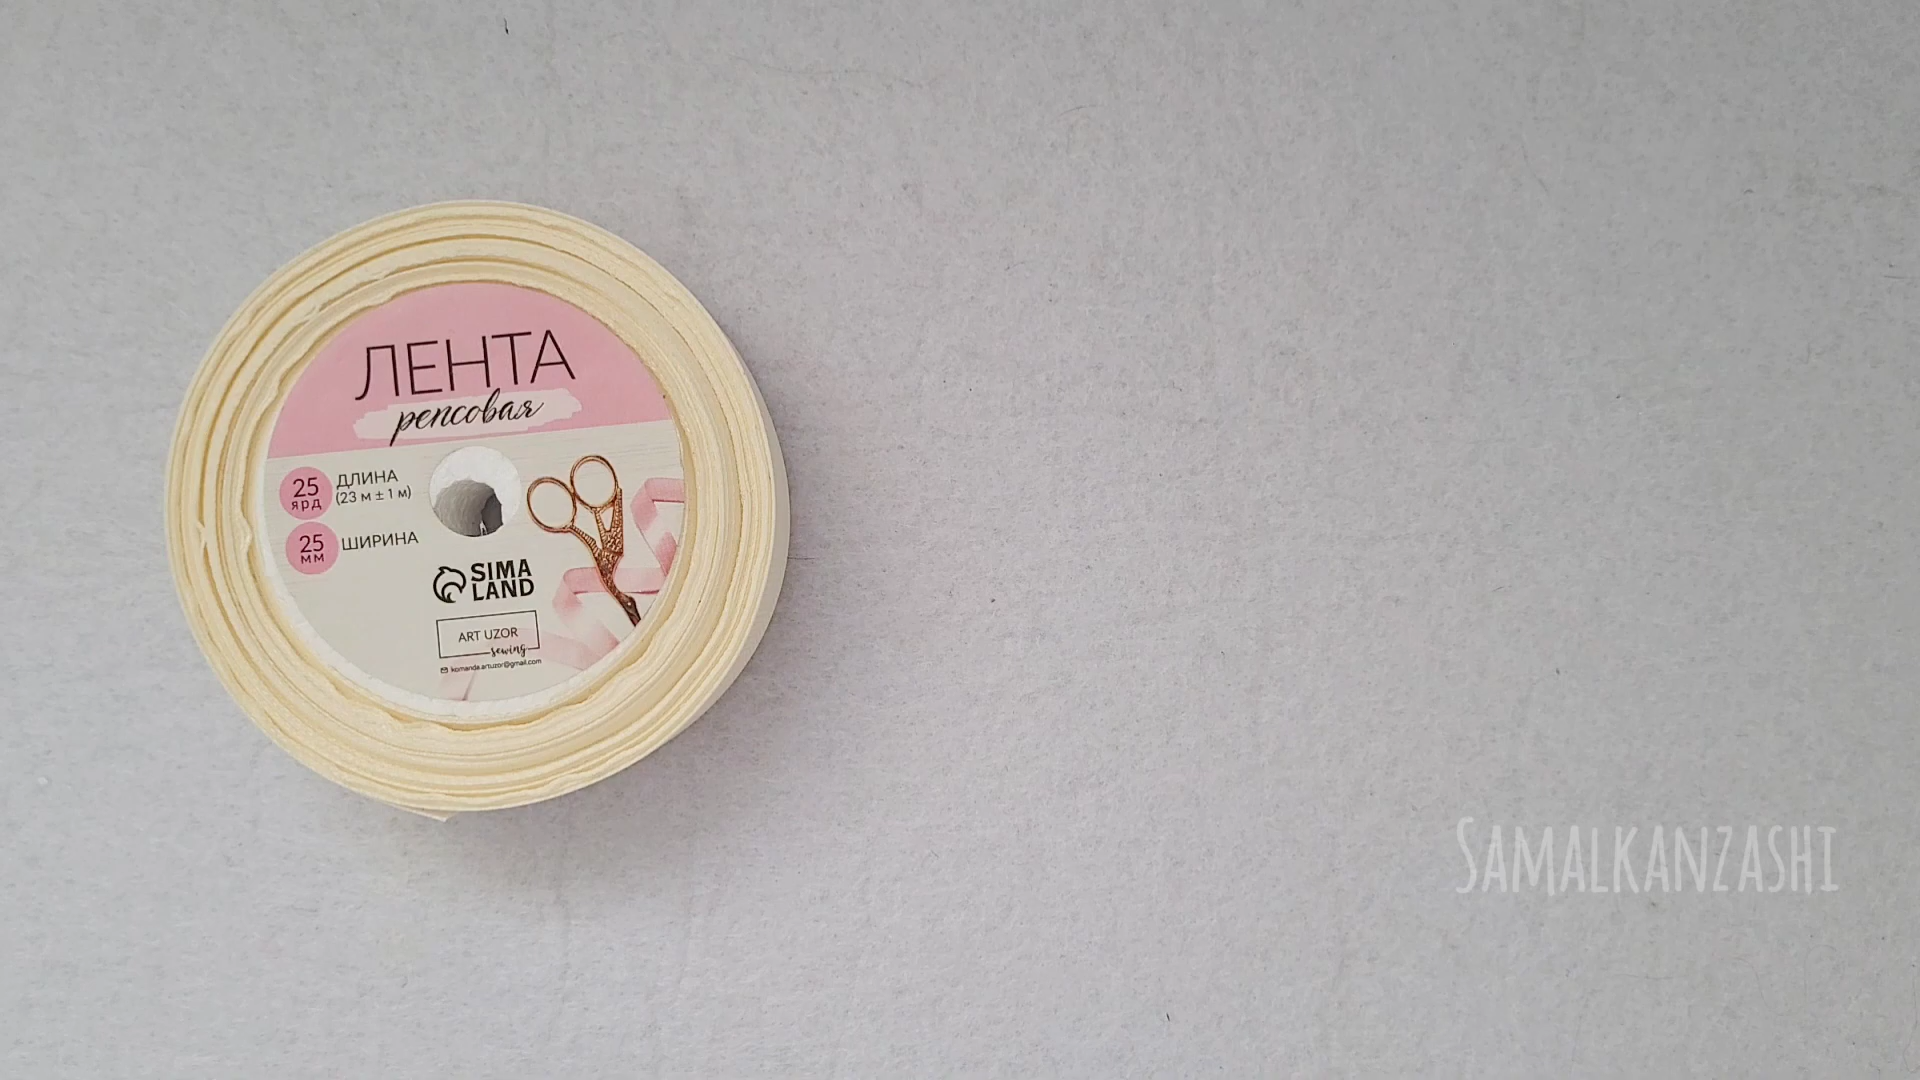 ЛЕНТА
репсовая
25
ярд
ДЛИНА
(23 м ± 1 м)
25
мм
ШИРИНА
SIMA
LAND
ART UZOR
sewing
komanda.artuzor@gmail.com
SAMALKANZASHI